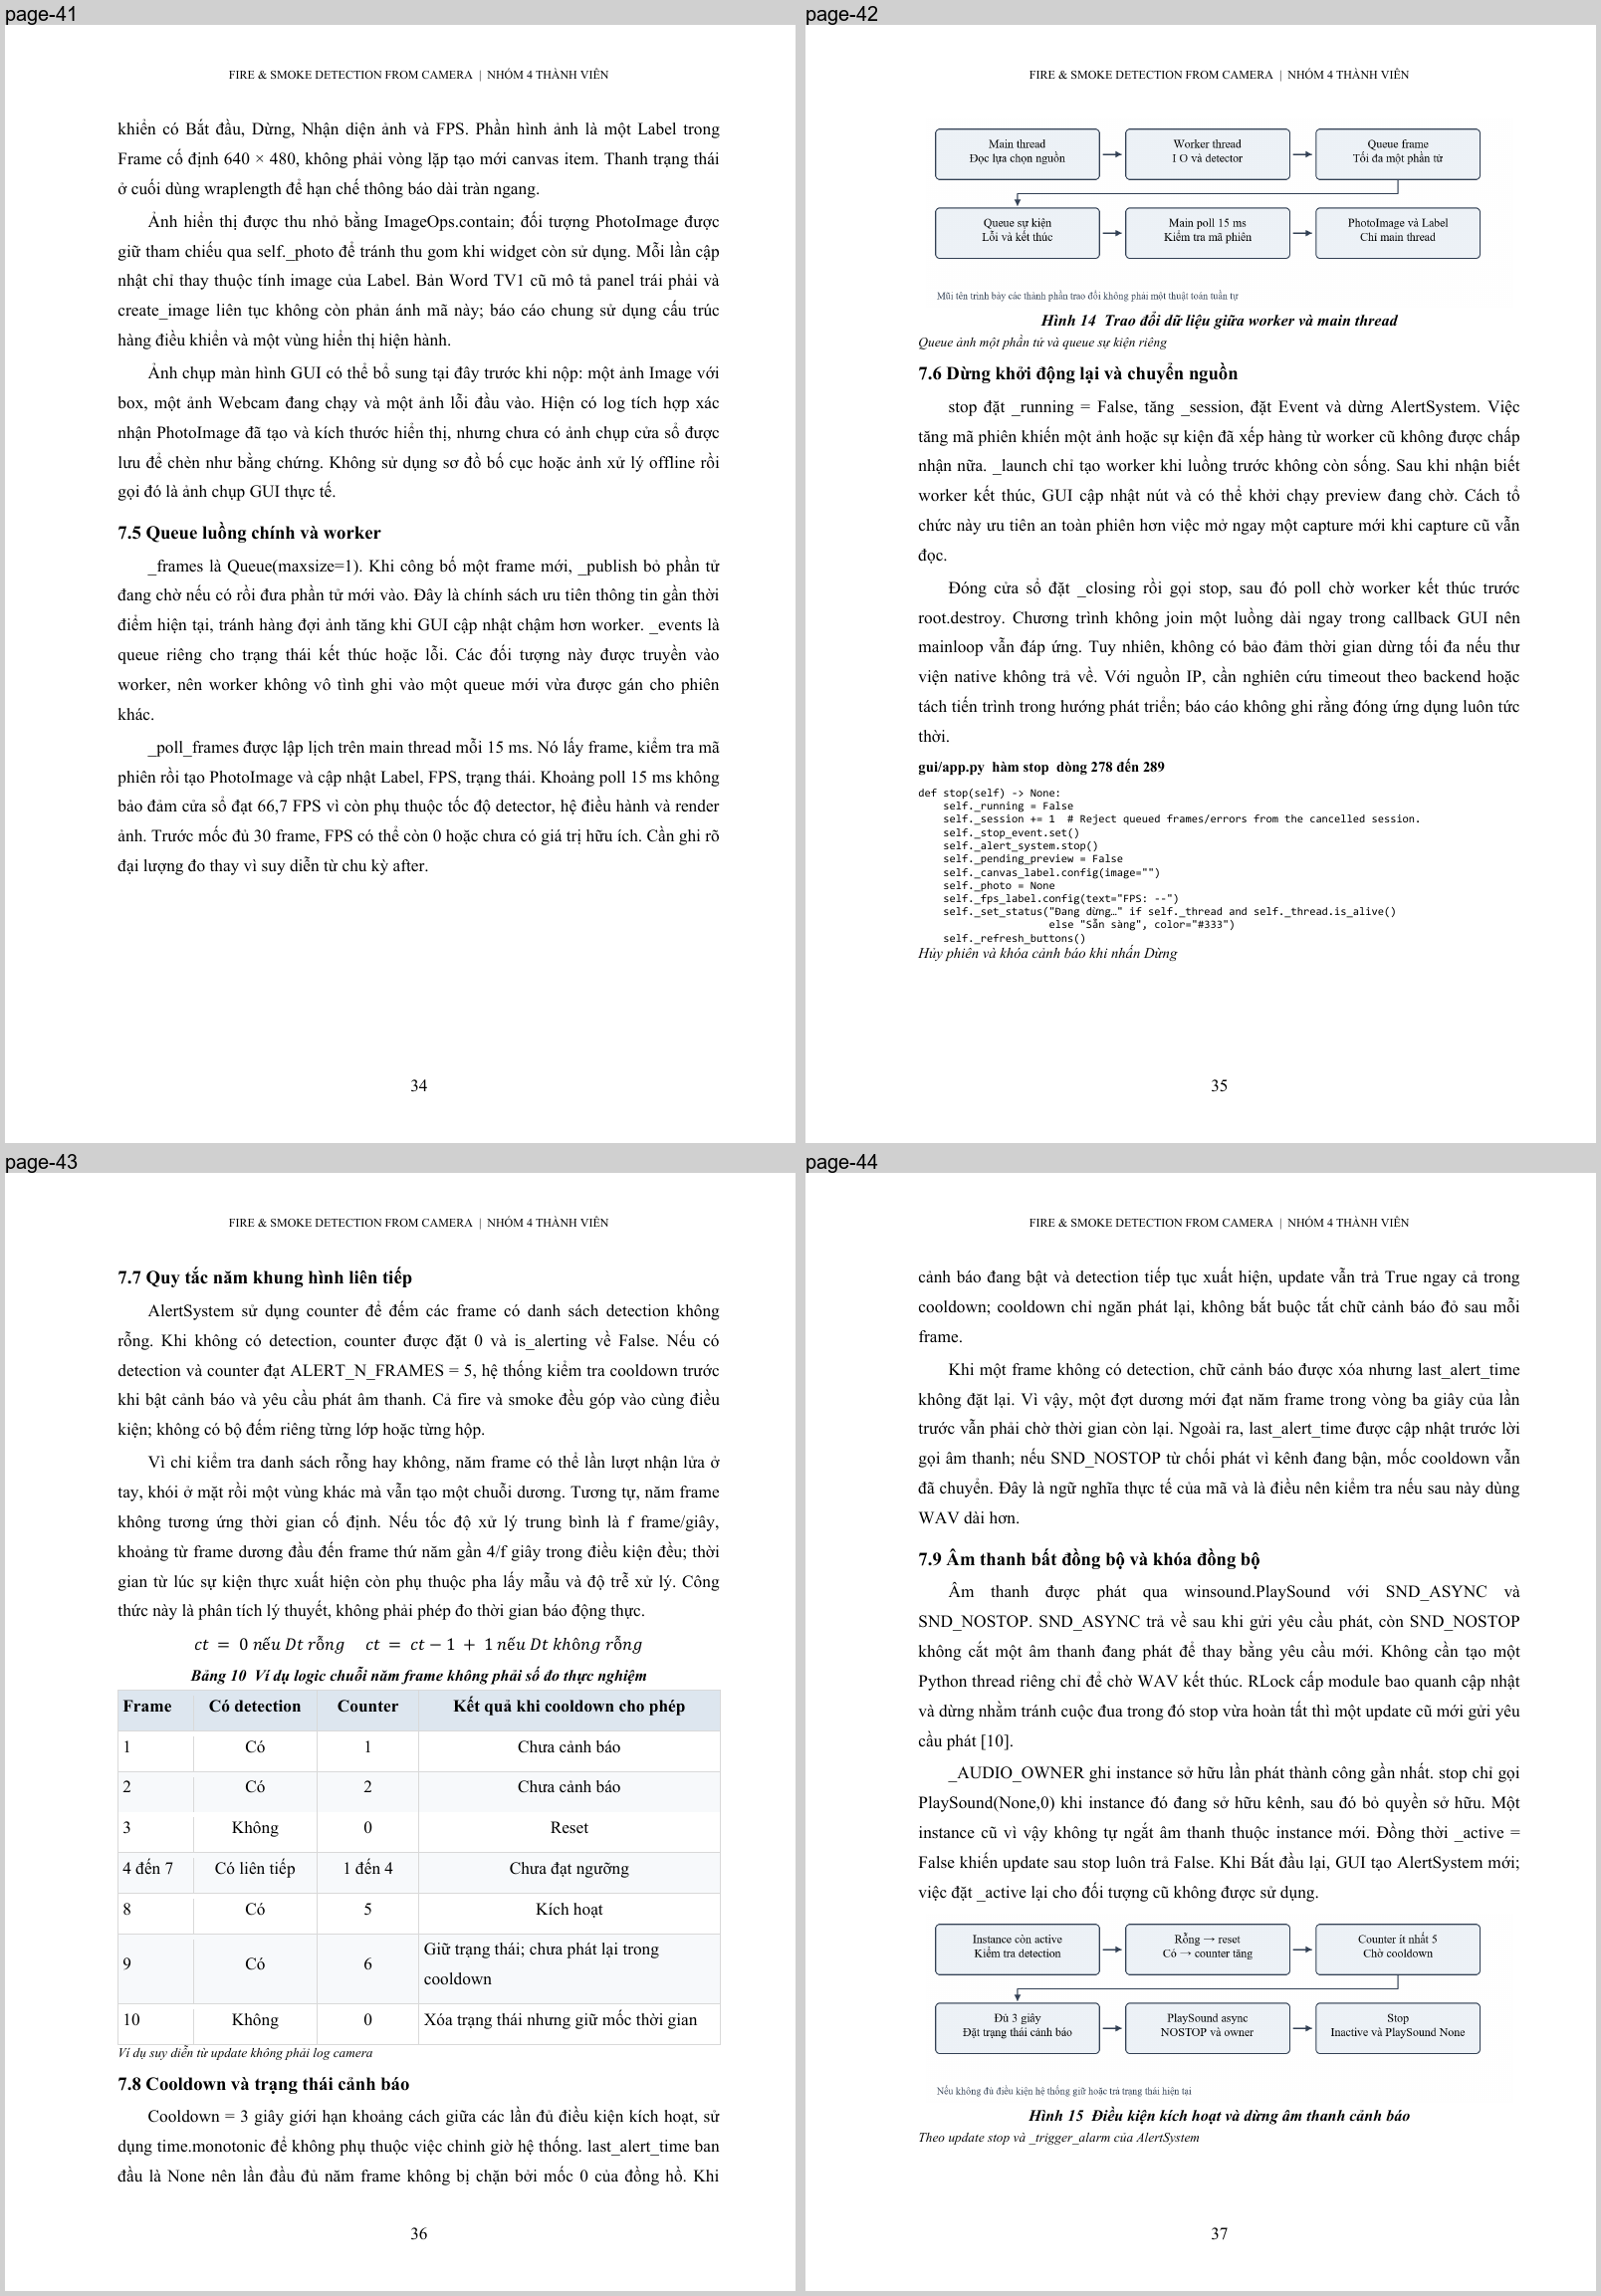 page-41
FIRE & SMOKE DETECTION FROM CAMERA | NHÓM 4 THÀNH VIÊN
khiển có Bắt đầu, Dừng, Nhận diện ảnh và FPS. Phần hình ảnh là một Label trong
Frame cố định 640 × 480, không phải vòng lặp tạo mới canvas item. Thanh trạng thái
ở cuối dùng wraplength để hạn chế thông báo dài tràn ngang.
Ảnh hiển thị được thu nhỏ bằng ImageOps.contain; đối tượng PhotoImage được
giữ tham chiếu qua self._photo để tránh thu gom khi widget còn sử dụng. Mỗi lần cập
nhật chỉ thay thuộc tính image của Label. Bản Word TV1 cũ mô tả panel trái phải và
create_image liên tục không còn phản ánh mã này; báo cáo chung sử dụng cấu trúc
hàng điều khiển và một vùng hiển thị hiện hành.
Ảnh chụp màn hình GUI có thể bổ sung tại đây trước khi nộp: một ảnh Image với
box, một ảnh Webcam đang chạy và một ảnh lỗi đầu vào. Hiện có log tích hợp xác
nhận PhotoImage đã tạo và kích thước hiển thị, nhưng chưa có ảnh chụp cửa sổ được
lưu để chèn như bằng chứng. Không sử dụng sơ đồ bố cục hoặc ảnh xử lý offline rồi
gọi đó là ảnh chụp GUI thực tế.
7.5 Queue luồng chính và worker
_frames là Queue(maxsize=1). Khi công bố một frame mới, _publish bỏ phần tử
đang chờ nếu có rồi đưa phần tử mới vào. Đây là chính sách ưu tiên thông tin gần thời
điểm hiện tại, tránh hàng đợi ảnh tăng khi GUI cập nhật chậm hơn worker. _events là
queue riêng cho trạng thái kết thúc hoặc lỗi. Các đối tượng này được truyền vào
worker, nên worker không vô tình ghi vào một queue mới vừa được gán cho phiên
khác.
_poll_frames được lập lịch trên main thread mỗi 15 ms. Nó lấy frame, kiểm tra mã
phiên rồi tạo PhotoImage và cập nhật Label, FPS, trạng thái. Khoảng poll 15 ms không
bảo đảm cửa sổ đạt 66,7 FPS vì còn phụ thuộc tốc độ detector, hệ điều hành và render
ảnh. Trước mốc đủ 30 frame, FPS có thể còn 0 hoặc chưa có giá trị hữu ích. Cần ghi rõ
đại lượng đo thay vì suy diễn từ chu kỳ after.
34
page-42
FIRE & SMOKE DETECTION FROM CAMERA | NHÓM 4 THÀNH VIÊN
Main thread
Đọc lựa chọn nguồn
Worker thread
I O và detector
Queue frame
Tối đa một phần tử
Queue sự kiện
Lỗi và kết thúc
Main poll 15 ms
Kiểm tra mã phiên
PhotoImage và Label
Chỉ main thread
Mũi tên trình bày các thành phần trao đổi không phải một thuật toán tuần tự
Hình 14 Trao đổi dữ liệu giữa worker và main thread
Queue ảnh một phần tử và queue sự kiện riêng
7.6 Dừng khởi động lại và chuyển nguồn
stop đặt _running = False, tăng _session, đặt Event và dừng AlertSystem. Việc
tăng mã phiên khiến một ảnh hoặc sự kiện đã xếp hàng từ worker cũ không được chấp
nhận nữa. _launch chỉ tạo worker khi luồng trước không còn sống. Sau khi nhận biết
worker kết thúc, GUI cập nhật nút và có thể khởi chạy preview đang chờ. Cách tổ
chức này ưu tiên an toàn phiên hơn việc mở ngay một capture mới khi capture cũ vẫn
đọc.
Đóng cửa sổ đặt _closing rồi gọi stop, sau đó poll chờ worker kết thúc trước
root.destroy. Chương trình không join một luồng dài ngay trong callback GUI nên
mainloop vẫn đáp ứng. Tuy nhiên, không có bảo đảm thời gian dừng tối đa nếu thư
viện native không trả về. Với nguồn IP, cần nghiên cứu timeout theo backend hoặc
tách tiến trình trong hướng phát triển; báo cáo không ghi rằng đóng ứng dụng luôn tức
thời.
gui/app.py hàm stop dòng 278 đến 289
def stop(self) -> None:
    self._running = False
    self._session += 1  # Reject queued frames/errors from the cancelled session.
    self._stop_event.set()
    self._alert_system.stop()
    self._pending_preview = False
    self._canvas_label.config(image="")
    self._photo = None
    self._fps_label.config(text="FPS: --")
    self._set_status("Đang dừng…" if self._thread and self._thread.is_alive()
                     else "Sẵn sàng", color="#333")
    self._refresh_buttons()
Hủy phiên và khóa cảnh báo khi nhấn Dừng
35
page-43
FIRE & SMOKE DETECTION FROM CAMERA | NHÓM 4 THÀNH VIÊN
7.7 Quy tắc năm khung hình liên tiếp
AlertSystem sử dụng counter để đếm các frame có danh sách detection không
rỗng. Khi không có detection, counter được đặt 0 và is_alerting về False. Nếu có
detection và counter đạt ALERT_N_FRAMES = 5, hệ thống kiểm tra cooldown trước
khi bật cảnh báo và yêu cầu phát âm thanh. Cả fire và smoke đều góp vào cùng điều
kiện; không có bộ đếm riêng từng lớp hoặc từng hộp.
Vì chỉ kiểm tra danh sách rỗng hay không, năm frame có thể lần lượt nhận lửa ở
tay, khói ở mặt rồi một vùng khác mà vẫn tạo một chuỗi dương. Tương tự, năm frame
không tương ứng thời gian cố định. Nếu tốc độ xử lý trung bình là f frame/giây,
khoảng từ frame dương đầu đến frame thứ năm gần 4/f giây trong điều kiện đều; thời
gian từ lúc sự kiện thực xuất hiện còn phụ thuộc pha lấy mẫu và độ trễ xử lý. Công
thức này là phân tích lý thuyết, không phải phép đo thời gian báo động thực.
ct = 0 nếu Dt rỗng ct = ct − 1 + 1 nếu Dt không rỗng
Bảng 10 Ví dụ logic chuỗi năm frame không phải số đo thực nghiệm
Frame Có detection Counter Kết quả khi cooldown cho phép
1 Có 1 Chưa cảnh báo
2 Có 2 Chưa cảnh báo
3 Không 0 Reset
4 đến 7 Có liên tiếp 1 đến 4 Chưa đạt ngưỡng
8 Có 5 Kích hoạt
9 Có 6 Giữ trạng thái; chưa phát lại trong
cooldown
10 Không 0 Xóa trạng thái nhưng giữ mốc thời gian
Ví dụ suy diễn từ update không phải log camera
7.8 Cooldown và trạng thái cảnh báo
Cooldown = 3 giây giới hạn khoảng cách giữa các lần đủ điều kiện kích hoạt, sử
dụng time.monotonic để không phụ thuộc việc chỉnh giờ hệ thống. last_alert_time ban
đầu là None nên lần đầu đủ năm frame không bị chặn bởi mốc 0 của đồng hồ. Khi
36
page-44
FIRE & SMOKE DETECTION FROM CAMERA | NHÓM 4 THÀNH VIÊN
cảnh báo đang bật và detection tiếp tục xuất hiện, update vẫn trả True ngay cả trong
cooldown; cooldown chỉ ngăn phát lại, không bắt buộc tắt chữ cảnh báo đỏ sau mỗi
frame.
Khi một frame không có detection, chữ cảnh báo được xóa nhưng last_alert_time
không đặt lại. Vì vậy, một đợt dương mới đạt năm frame trong vòng ba giây của lần
trước vẫn phải chờ thời gian còn lại. Ngoài ra, last_alert_time được cập nhật trước lời
gọi âm thanh; nếu SND_NOSTOP từ chối phát vì kênh đang bận, mốc cooldown vẫn
đã chuyển. Đây là ngữ nghĩa thực tế của mã và là điều nên kiểm tra nếu sau này dùng
WAV dài hơn.
7.9 Âm thanh bất đồng bộ và khóa đồng bộ
Âm thanh được phát qua winsound.PlaySound với SND_ASYNC và
SND_NOSTOP. SND_ASYNC trả về sau khi gửi yêu cầu phát, còn SND_NOSTOP
không cắt một âm thanh đang phát để thay bằng yêu cầu mới. Không cần tạo một
Python thread riêng chỉ để chờ WAV kết thúc. RLock cấp module bao quanh cập nhật
và dừng nhằm tránh cuộc đua trong đó stop vừa hoàn tất thì một update cũ mới gửi yêu
cầu phát [10].
_AUDIO_OWNER ghi instance sở hữu lần phát thành công gần nhất. stop chỉ gọi
PlaySound(None,0) khi instance đó đang sở hữu kênh, sau đó bỏ quyền sở hữu. Một
instance cũ vì vậy không tự ngắt âm thanh thuộc instance mới. Đồng thời _active =
False khiến update sau stop luôn trả False. Khi Bắt đầu lại, GUI tạo AlertSystem mới;
việc đặt _active lại cho đối tượng cũ không được sử dụng.
Instance còn active
Kiểm tra detection
Rỗng → reset
Có → counter tăng
Counter ít nhất 5
Chờ cooldown
Đủ 3 giây
Đặt trạng thái cảnh báo
PlaySound async
NOSTOP và owner
Stop
Inactive và PlaySound None
Nếu không đủ điều kiện hệ thống giữ hoặc trả trạng thái hiện tại
Hình 15 Điều kiện kích hoạt và dừng âm thanh cảnh báo
Theo update stop và _trigger_alarm của AlertSystem
37